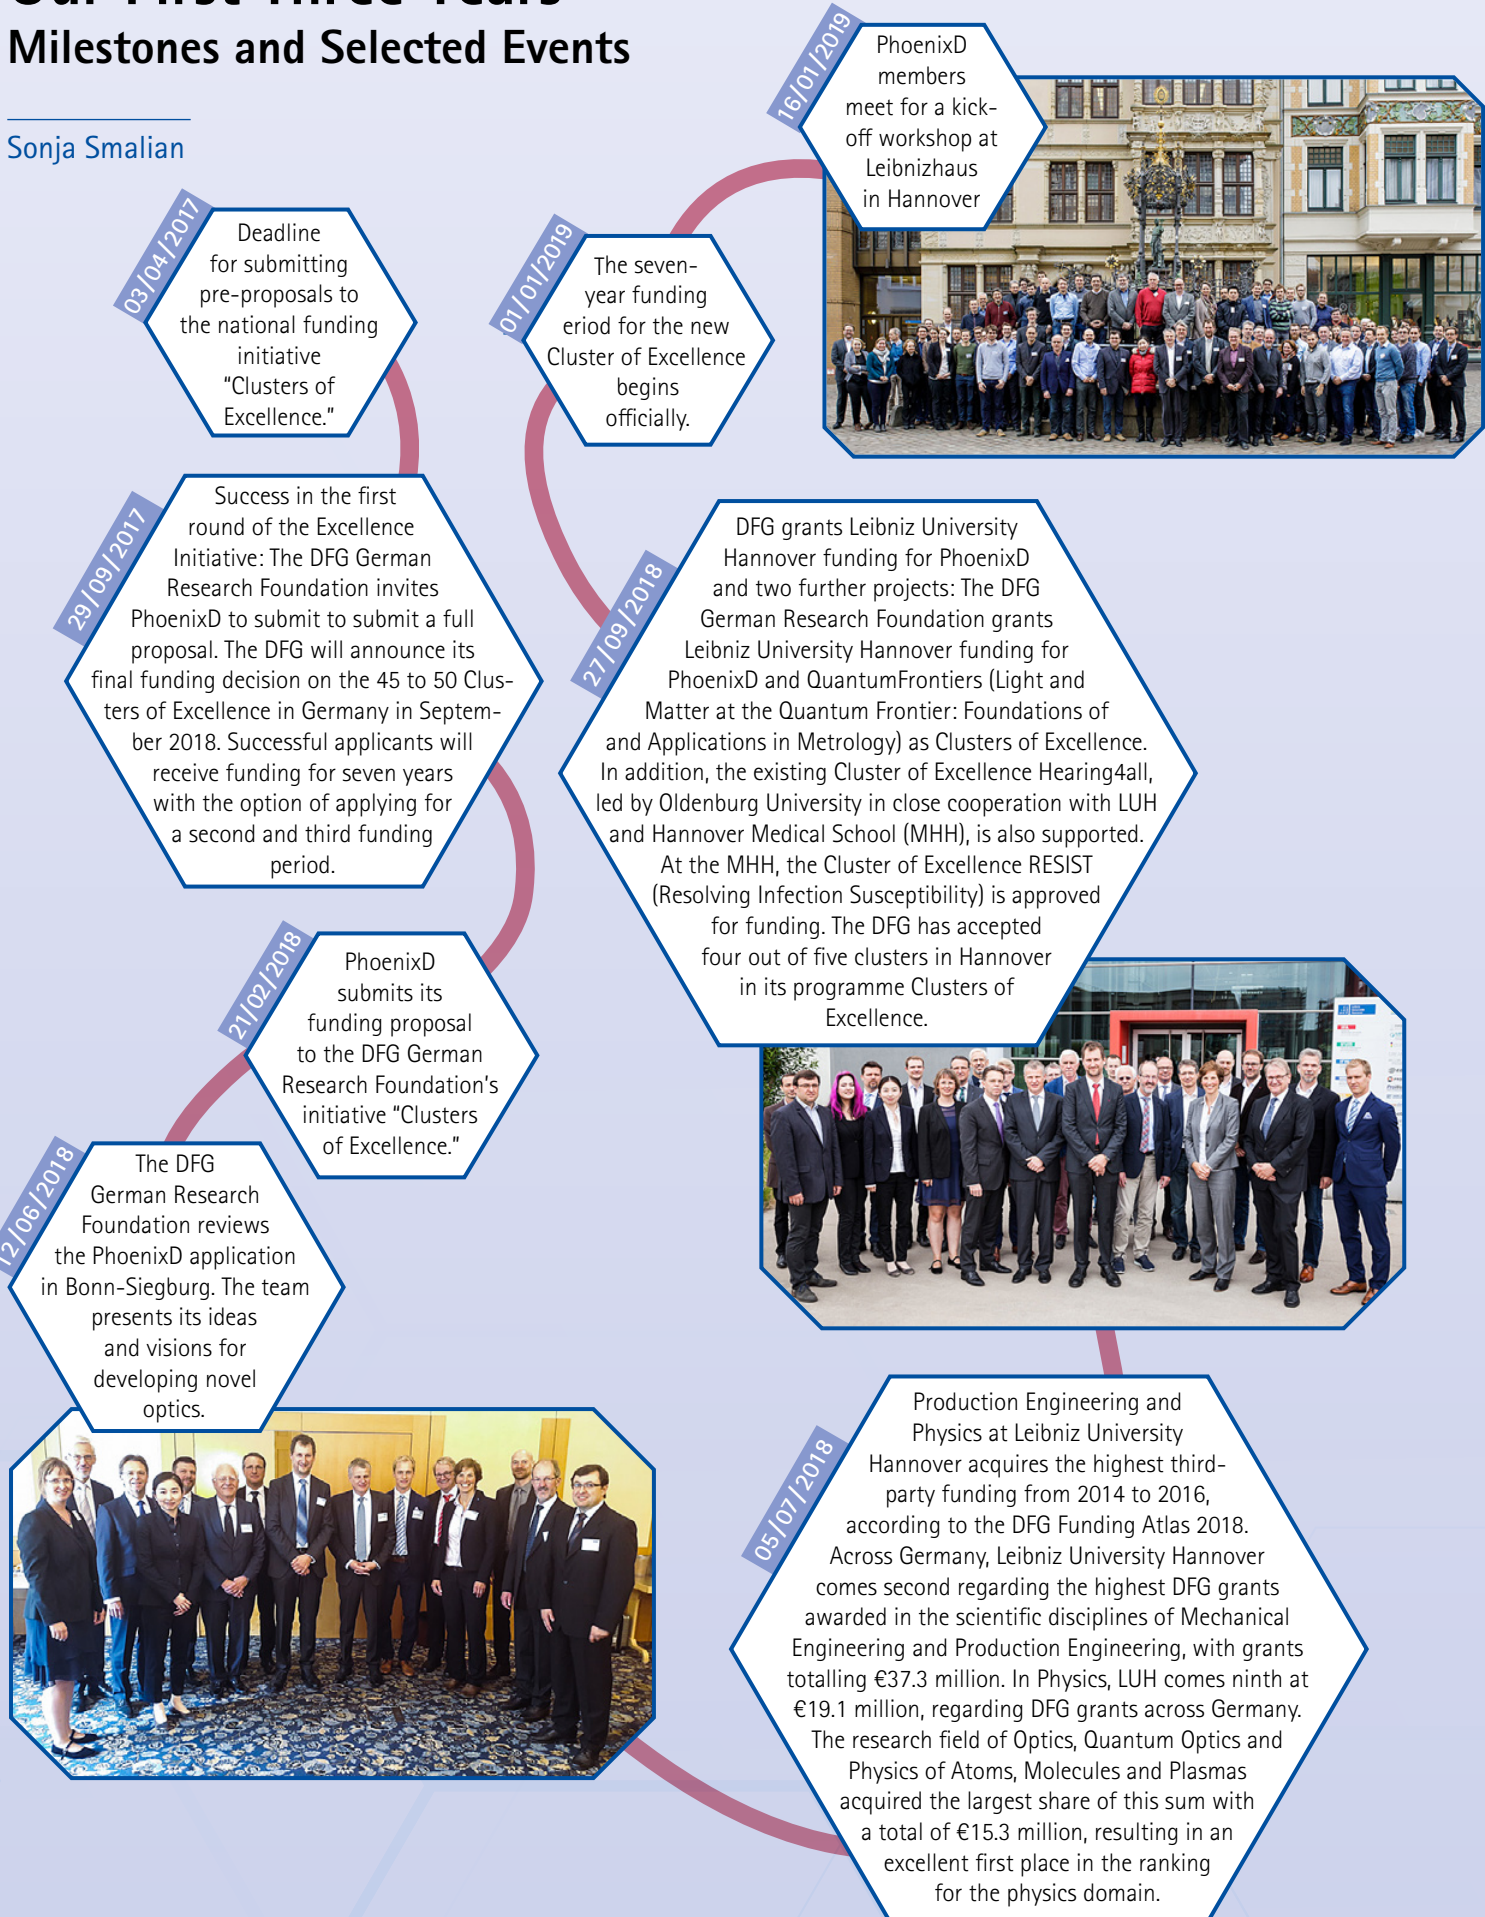 Our First Three Years
Milestones and Selected Events
Sonja Smalian
03/04/2017
Deadline
for submitting
pre-proposals to
the national funding
initiative
"Clusters of
Excellence."
29/09/2017
Success in the first
round of the Excellence
Initiative: The DFG German
Research Foundation invites
PhoenixD to submit to submit a full
proposal. The DFG will announce its
final funding decision on the 45 to 50 Clus-
ters of Excellence in Germany in Septem-
ber 2018. Successful applicants will
receive funding for seven years
with the option of applying for
a second and third funding
period.
21/02/2018
PhoenixD
submits its
funding proposal
to the DFG German
Research Foundation's
initiative "Clusters
of Excellence."
12/06/2018
The DFG
German Research
Foundation reviews
the PhoenixD application
in Bonn-Siegburg. The team
presents its ideas
and visions for
developing novel
optics.
05/07/2018
Production Engineering and
Physics at Leibniz University
Hannover acquires the highest third-
party funding from 2014 to 2016,
according to the DFG Funding Atlas 2018.
Across Germany, Leibniz University Hannover
comes second regarding the highest DFG grants
awarded in the scientific disciplines of Mechanical
Engineering and Production Engineering, with grants
totalling €37.3 million. In Physics, LUH comes ninth at
€19.1 million, regarding DFG grants across Germany.
The research field of Optics, Quantum Optics and
Physics of Atoms, Molecules and Plasmas
acquired the largest share of this sum with
a total of €15.3 million, resulting in an
excellent first place in the ranking
for the physics domain.
27/09/2018
DFG grants Leibniz University
Hannover funding for PhoenixD
and two further projects: The DFG
German Research Foundation grants
Leibniz University Hannover funding for
PhoenixD and QuantumFrontiers (Light and
Matter at the Quantum Frontier: Foundations of
and Applications in Metrology) as Clusters of Excellence.
In addition, the existing Cluster of Excellence Hearing4all,
led by Oldenburg University in close cooperation with LUH
and Hannover Medical School (MHH), is also supported.
At the MHH, the Cluster of Excellence RESIST
(Resolving Infection Susceptibility) is approved
for funding. The DFG has accepted
four out of five clusters in Hannover
in its programme Clusters of
Excellence.
01/01/2019
The seven-
year funding
eriod for the new
Cluster of Excellence
begins
officially.
16/01/2019
PhoenixD
members
meet for a kick-
off workshop at
Leibnizhaus
in Hannover